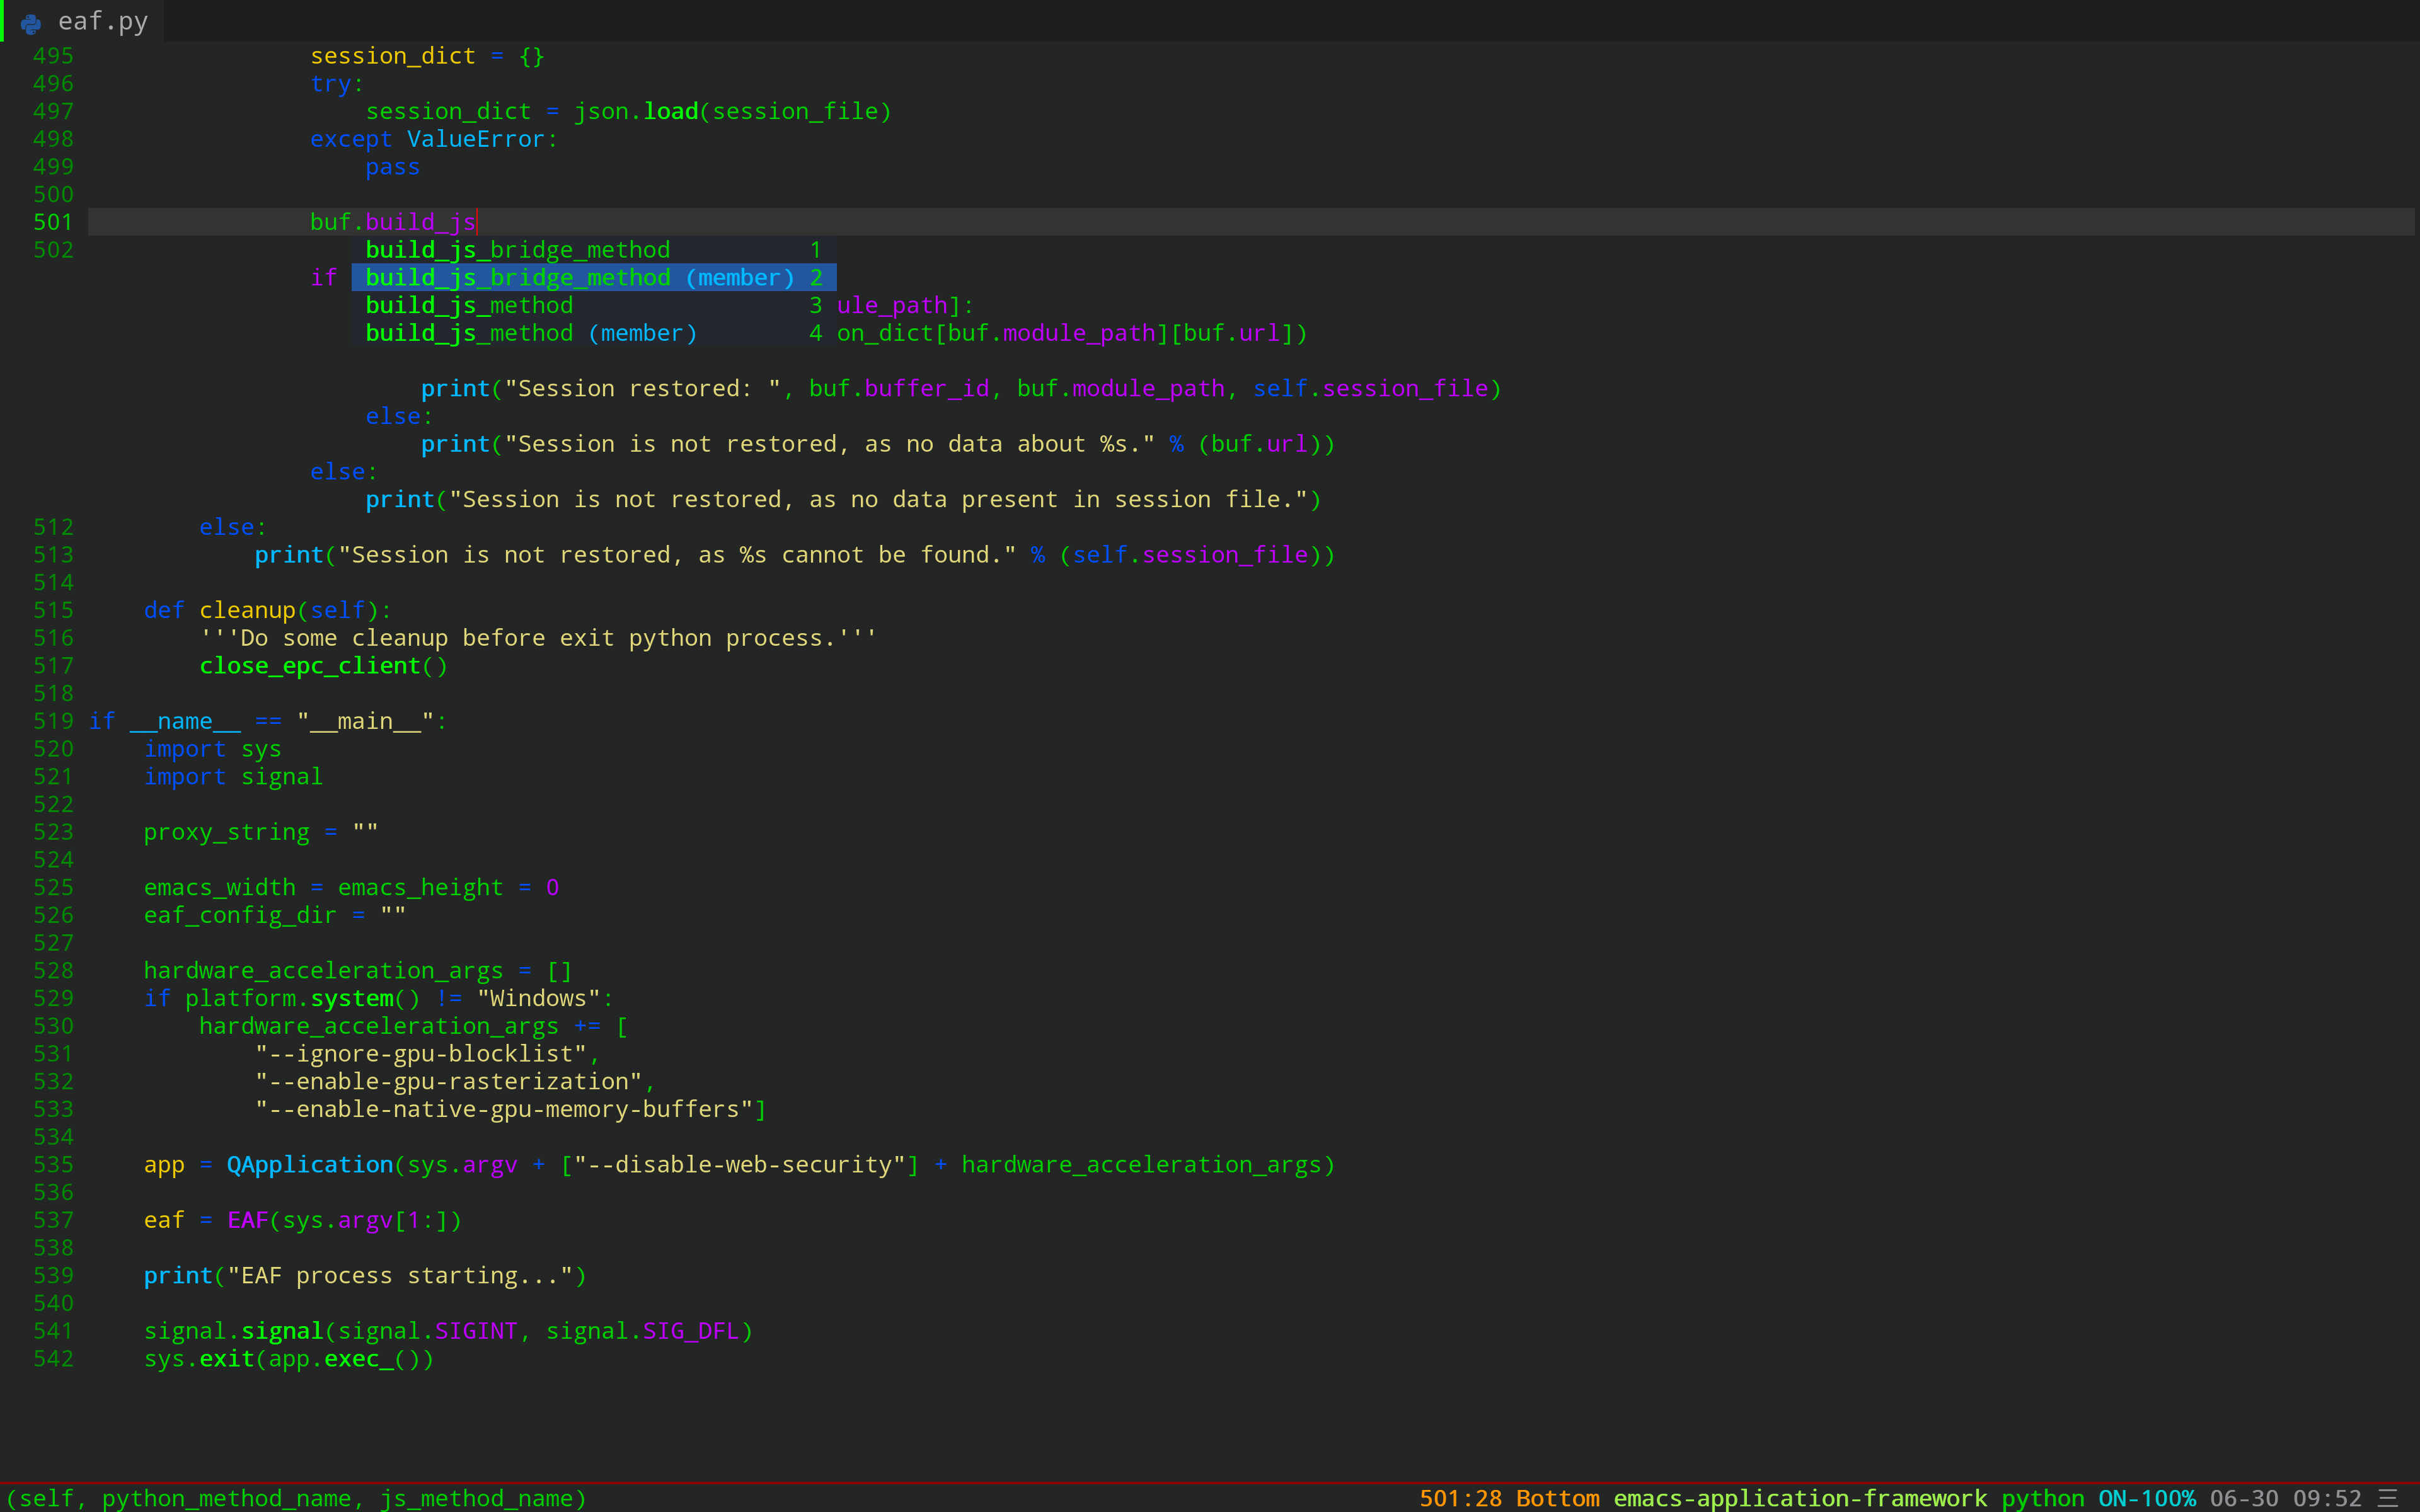 eaf.py
495 session_dict = {}
496 try:
497 session_dict = json.load(session_file)
498 except ValueError:
499 pass
500
501 buf.build_js
502 build_js_bridge_method 1
if build_js_bridge_method (member) 2
build_js_method 3 ule_path]:
build_js_method (member) 4 on_dict[buf.module_path][buf.url])
print("Session restored: ", buf.buffer_id, buf.module_path, self.session_file)
else:
print("Session is not restored, as no data about %s." % (buf.url))
else:
print("Session is not restored, as no data present in session file.")
512 else:
513 print("Session is not restored, as %s cannot be found." % (self.session_file))
514
515 def cleanup(self):
516 '''Do some cleanup before exit python process.'''
517 close_epc_client()
518
519 if __name__ == "__main__":
520 import sys
521 import signal
522
523 proxy_string = ""
524
525 emacs_width = emacs_height = 0
526 eaf_config_dir = ""
527
528 hardware_acceleration_args = []
529 if platform.system() != "Windows":
530 hardware_acceleration_args += [
531 "--ignore-gpu-blocklist",
532 "--enable-gpu-rasterization",
533 "--enable-native-gpu-memory-buffers"]
534
535 app = QApplication(sys.argv + ["--disable-web-security"] + hardware_acceleration_args)
536
537 eaf = EAF(sys.argv[1:])
538
539 print("EAF process starting...")
540
541 signal.signal(signal.SIGINT, signal.SIG_DFL)
542 sys.exit(app.exec_())
(self, python_method_name, js_method_name) 501:28 Bottom emacs-application-framework python ON-100% 06-30 09:52 ☰